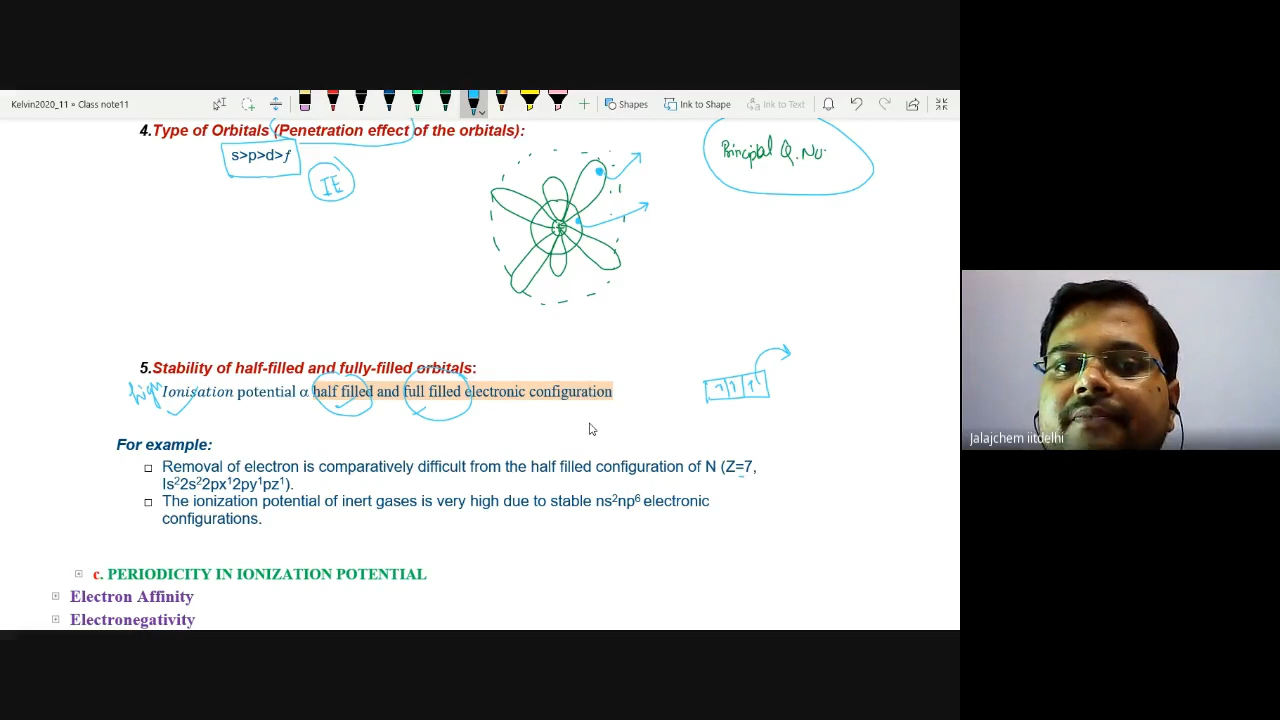 Kelvin2020_11 » Class note11
Shapes
Ink to Shape
Ink to Text
4.Type of Orbitals (Penetration effect of the orbitals):
s>p>d>f
IE
Principal Q. No.
5.Stability of half-filled and fully-filled orbitals:
high Ionisation potential α half filled and full filled electronic configuration
Jalajchem iitdelhi
For example:
Removal of electron is comparatively difficult from the half filled configuration of N (Z=7,
Is²2s²2px¹2py¹pz¹).
The ionization potential of inert gases is very high due to stable ns²np⁶ electronic
configurations.
c. PERIODICITY IN IONIZATION POTENTIAL
Electron Affinity
Electronegativity